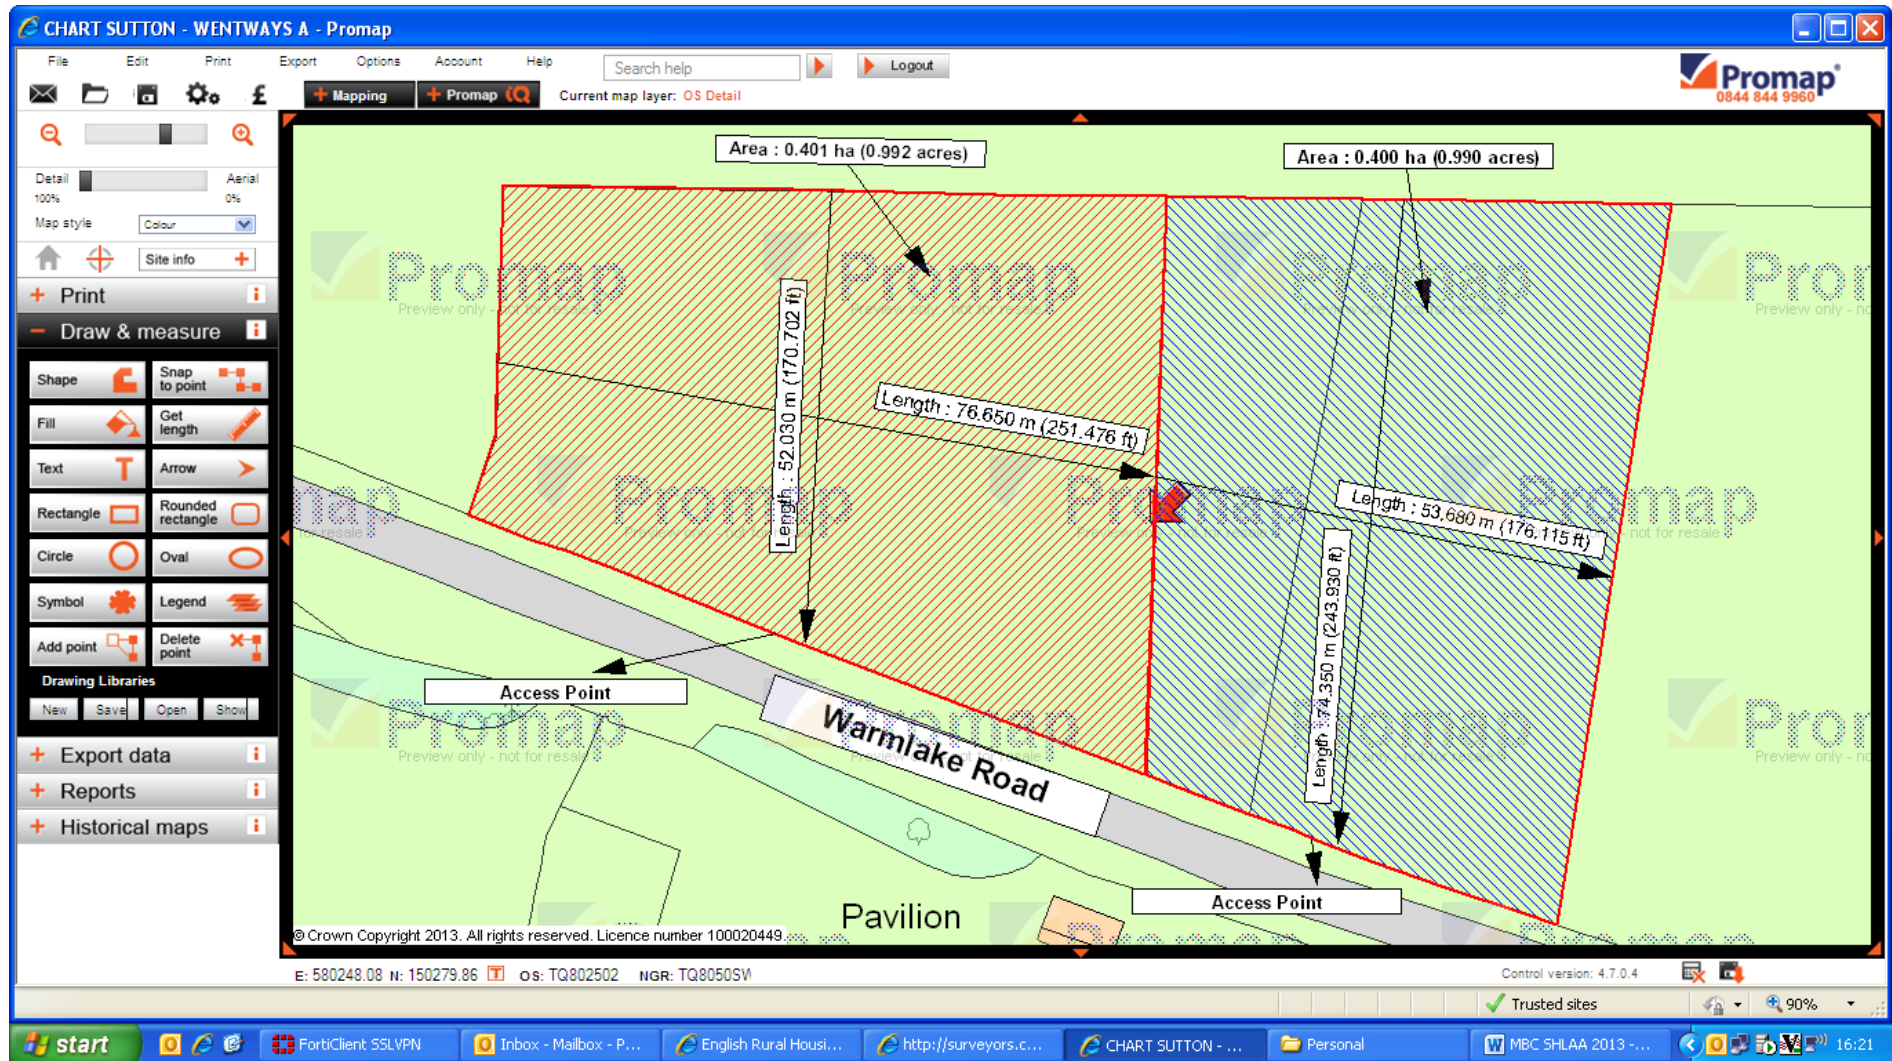 CHART SUTTON - WENTWAYS A - Promap
File Edit Print Export Options Account Help
Search help
Logout
Promap
0844 844 9960
+ Mapping
+ Promap iQ
Current map layer: OS Detail
Detail Aerial
100% 0%
Map style
Colour
Site info +
+ Print i
- Draw & measure i
Shape
Snap to point
Fill
Get length
Text
Arrow
Rectangle
Rounded rectangle
Circle
Oval
Symbol
Legend
Add point
Delete point
Drawing Libraries
New Save Open Show
+ Export data i
+ Reports i
+ Historical maps i
Area : 0.401 ha (0.992 acres)
Area : 0.400 ha (0.990 acres)
Length : 52.030 m (170.702 ft)
Length : 76.650 m (251.476 ft)
Length : 53.680 m (176.115 ft)
Length : 74.350 m (243.930 ft)
Access Point
Warmlake Road
Access Point
Pavilion
Promap
Preview only - not for resale
© Crown Copyright 2013. All rights reserved. Licence number 100020449.
E: 580248.08 N: 150279.86 T OS: TQ802502 NGR: TQ8050SW
Control version: 4.7.0.4
Trusted sites
90%
start
FortiClient SSLVPN
Inbox - Mailbox - P...
English Rural Housi...
http://surveyors.c...
CHART SUTTON - ...
Personal
MBC SHLAA 2013 -...
16:21